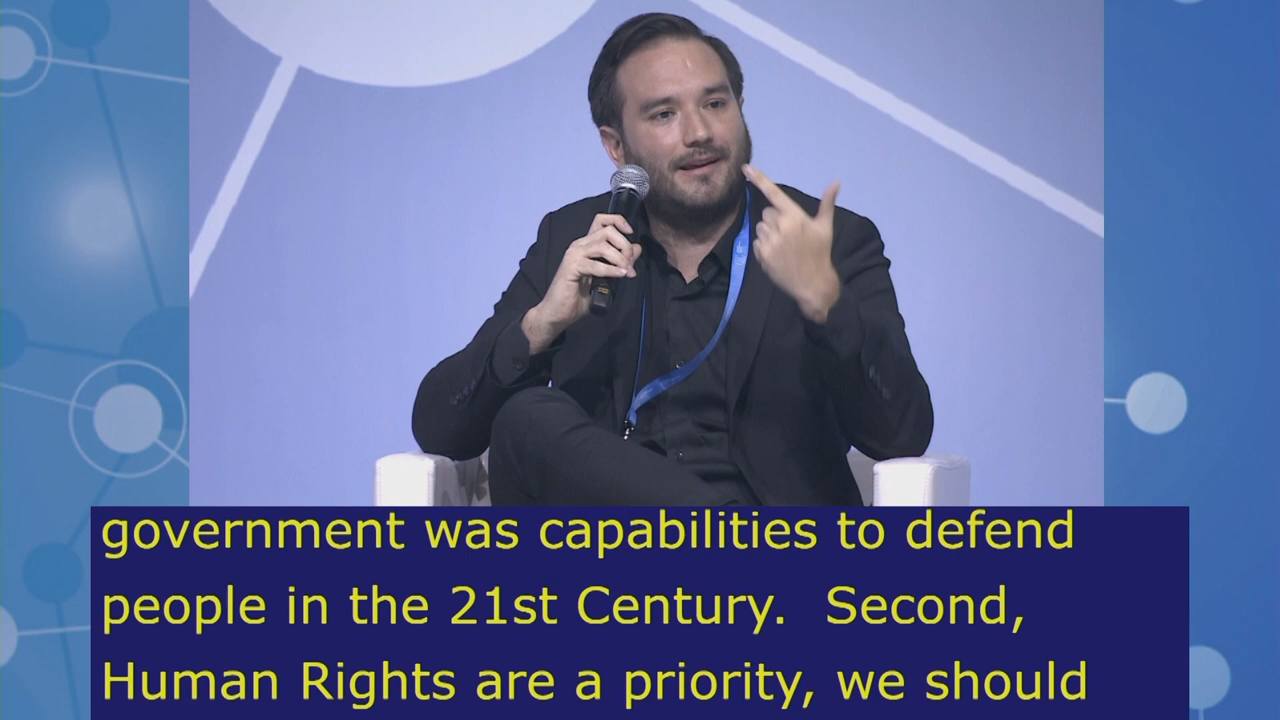 government was capabilities to defend
people in the 21st Century.  Second,
Human Rights are a priority, we should